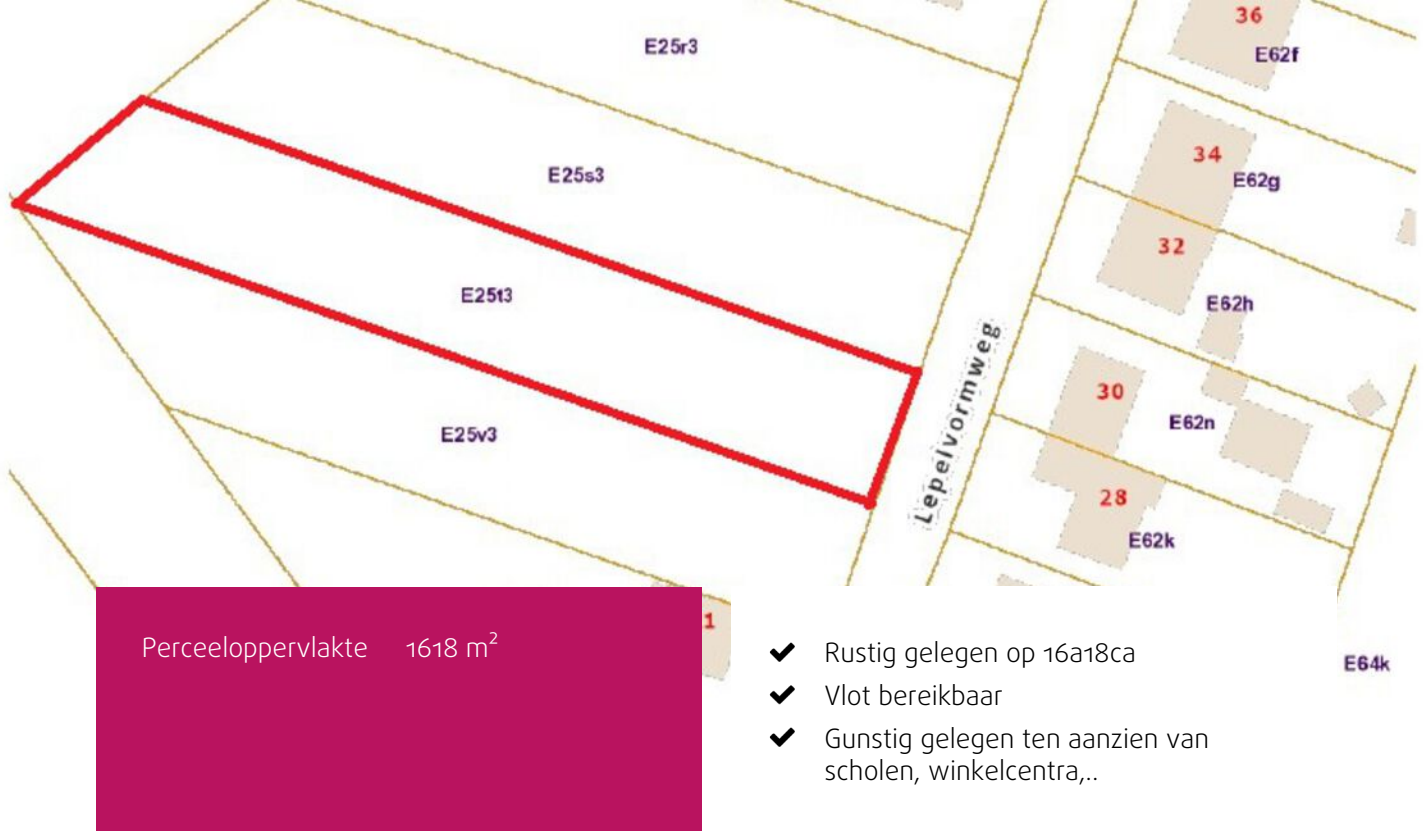 36
E25r3
E62f
34
E25s3
E62g
32
E25t3
E62h
Lepelvormweg
30
E62n
E25v3
28
E62k
1
Perceeloppervlakte 1618 m²
✔ Rustig gelegen op 16a18ca
E64k
✔ Vlot bereikbaar
✔ Gunstig gelegen ten aanzien van
scholen, winkelcentra,..